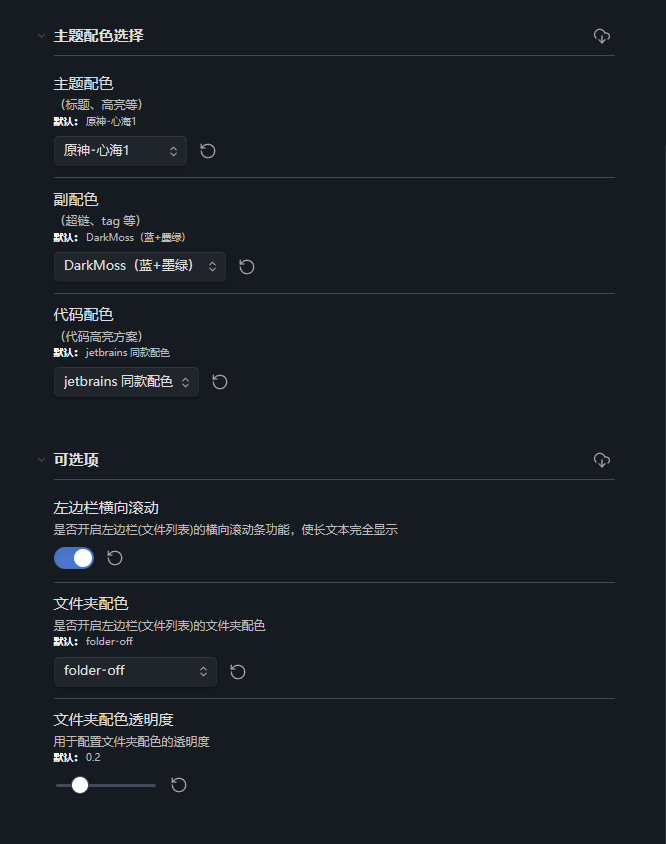 主题配色选择
主题配色
（标题、高亮等）
默认： 原神-心海1
原神-心海1
副配色
（超链、tag 等）
默认： DarkMoss（蓝+墨绿）
DarkMoss（蓝+墨绿）
代码配色
（代码高亮方案）
默认： jetbrains 同款配色
jetbrains 同款配色
可选项
左边栏横向滚动
是否开启左边栏(文件列表)的横向滚动条功能，使长文本完全显示
文件夹配色
是否开启左边栏(文件列表)的文件夹配色
默认： folder-off
folder-off
文件夹配色透明度
用于配置文件夹配色的透明度
默认： 0.2